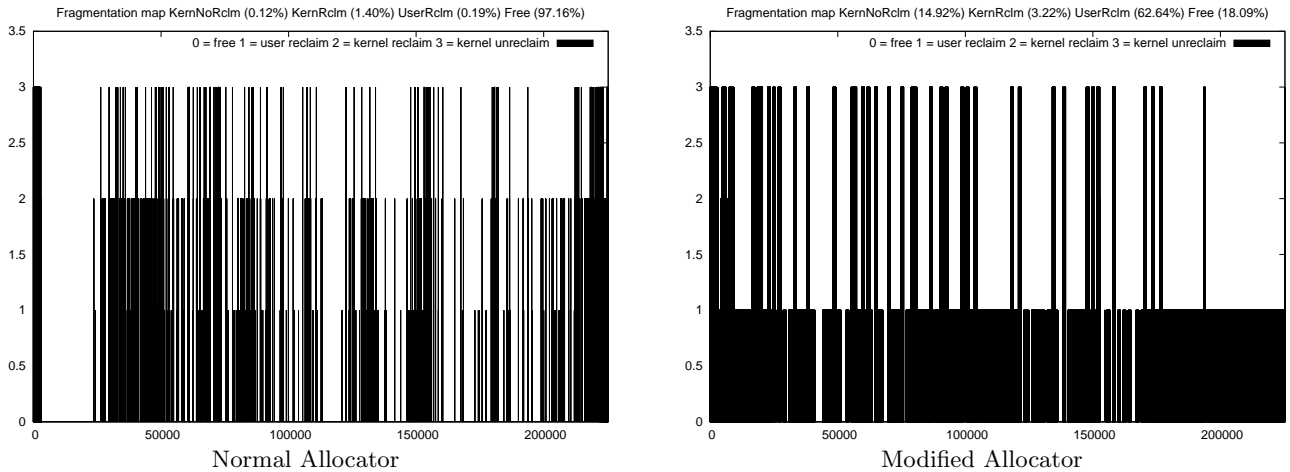 Fragmentation map KernNoRclm (0.12%) KernRclm (1.40%) UserRclm (0.19%) Free (97.16%)
3.5
0 = free 1 = user reclaim 2 = kernel reclaim 3 = kernel unreclaim
3
2.5
2
1.5
1
0.5
0
0 50000 100000 150000 200000
Normal Allocator
Fragmentation map KernNoRclm (14.92%) KernRclm (3.22%) UserRclm (62.64%) Free (18.09%)
3.5
0 = free 1 = user reclaim 2 = kernel reclaim 3 = kernel unreclaim
3
2.5
2
1.5
1
0.5
0
0 50000 100000 150000 200000
Modified Allocator